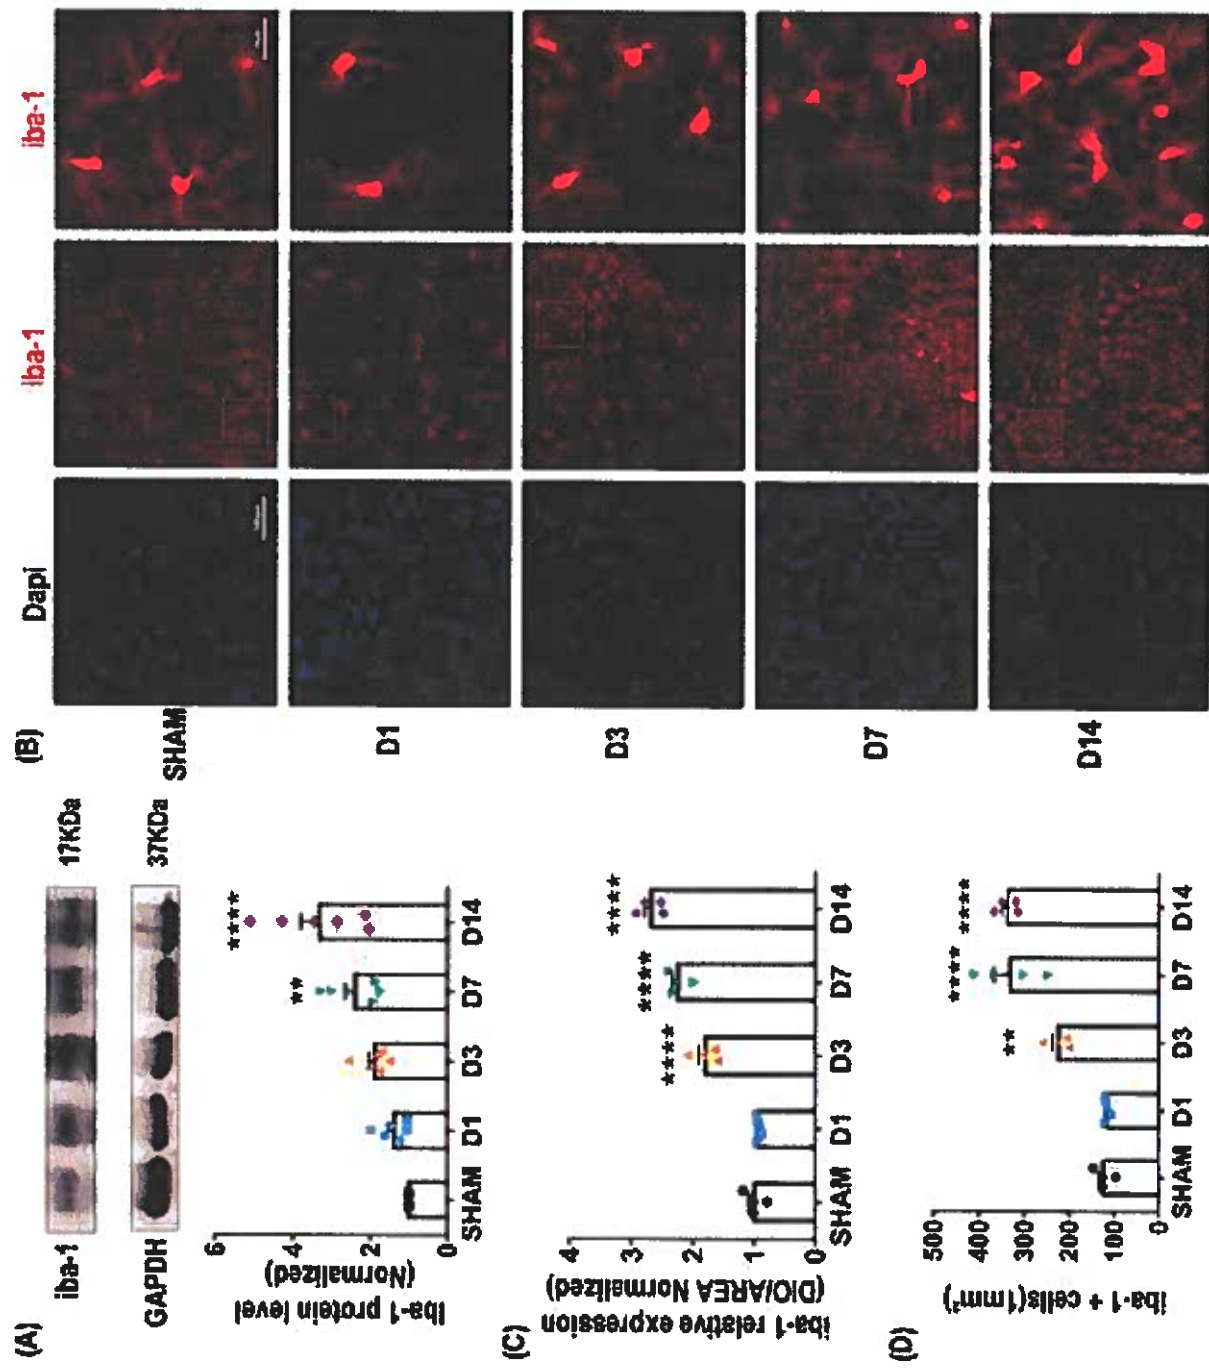 (A)
iba-1
17KDa
GAPDH
37KDa
Iba-1 protein level
(Normalized)
6
4
2
0
**
****
SHAM
D1
D3
D7
D14
(B)
Dapi
Iba-1
iba-1
SHAM
D1
D3
D7
D14
(C)
iba-1 relative expression
(DIO/AREA Normalized)
4
3
2
1
0
****
****
****
SHAM
D1
D3
D7
D14
(D)
iba-1 + cells(1mm²)
500
400
300
200
100
0
**
****
****
SHAM
D1
D3
D7
D14